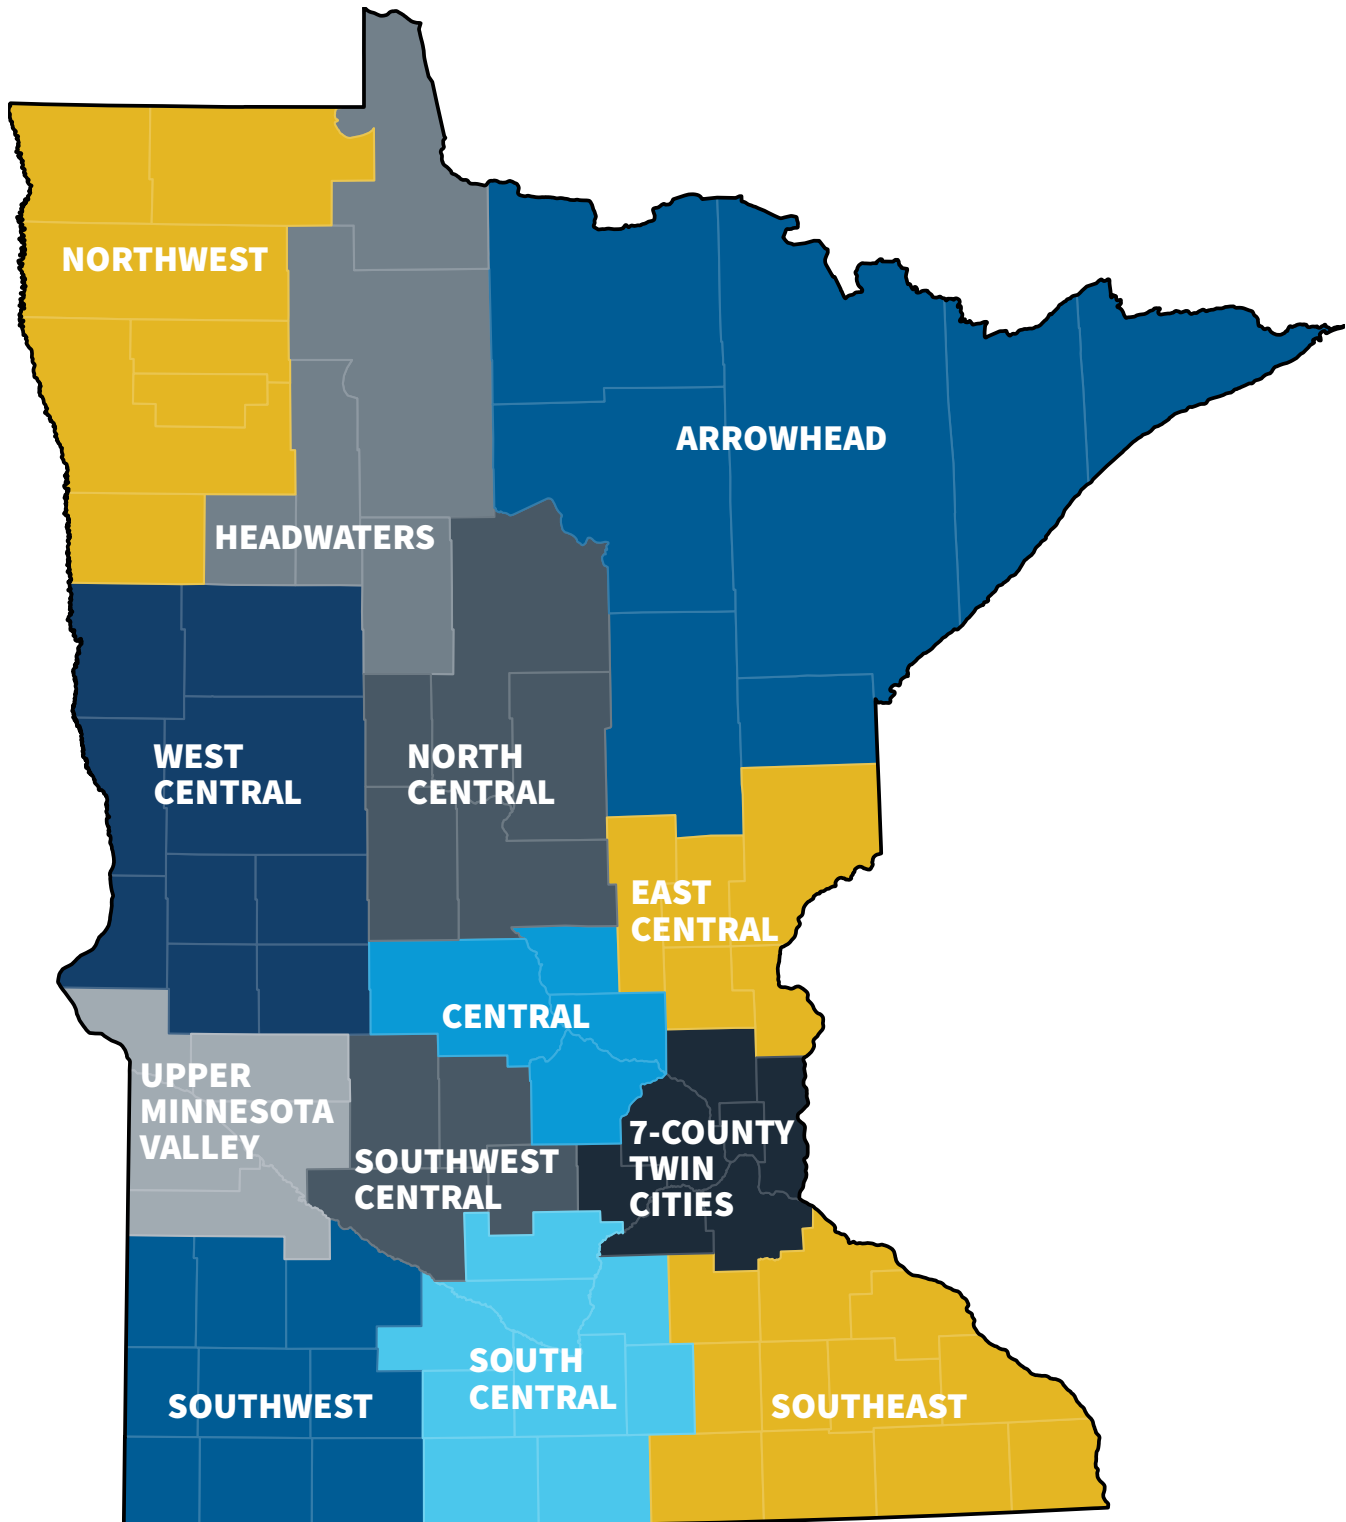 NORTHWEST
ARROWHEAD
HEADWATERS
WEST
CENTRAL
NORTH
CENTRAL
EAST
CENTRAL
CENTRAL
UPPER
MINNESOTA
VALLEY
SOUTHWEST
CENTRAL
7-COUNTY
TWIN
CITIES
SOUTHWEST
SOUTH
CENTRAL
SOUTHEAST